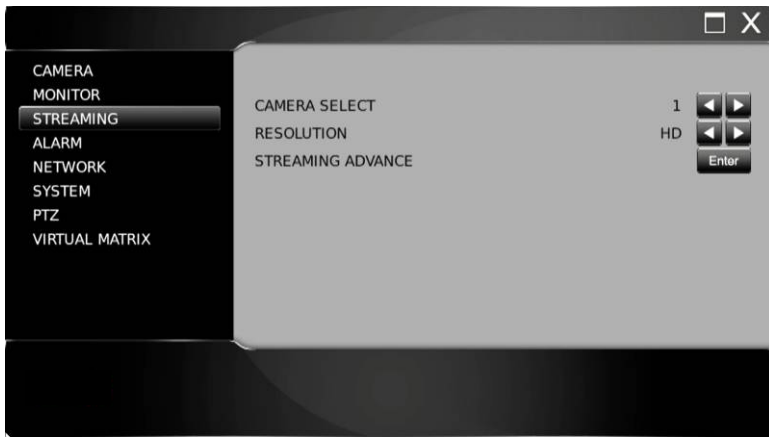 CAMERA
MONITOR
STREAMING
ALARM
NETWORK
SYSTEM
PTZ
VIRTUAL MATRIX
CAMERA SELECT 1
RESOLUTION HD
STREAMING ADVANCE Enter